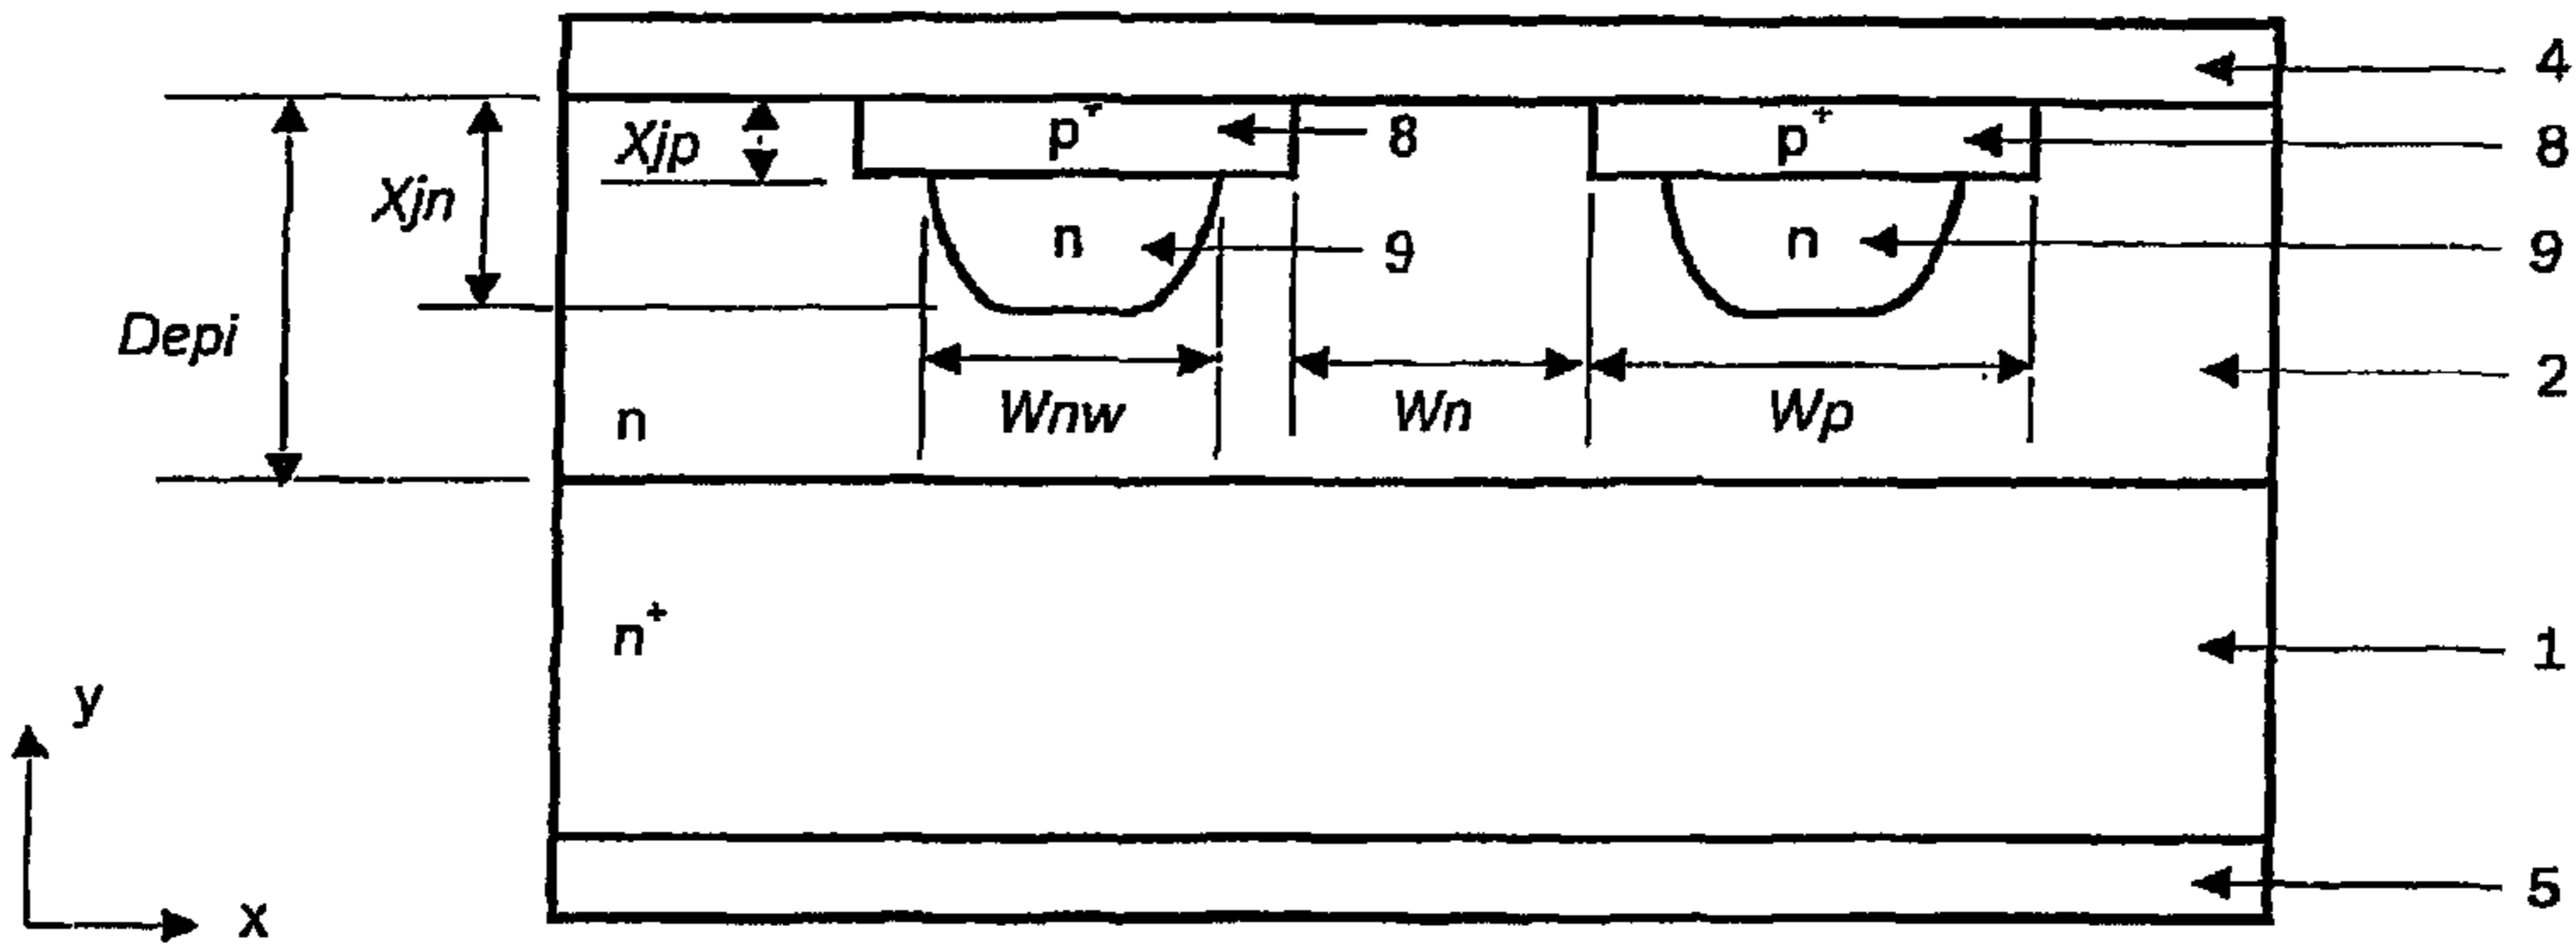 4
p⁺ 8 p⁺ 8
Xjp
Xjn
n 9 n 9
Depi
2
Wnw Wn Wp
n
n⁺ 1
y
x
5